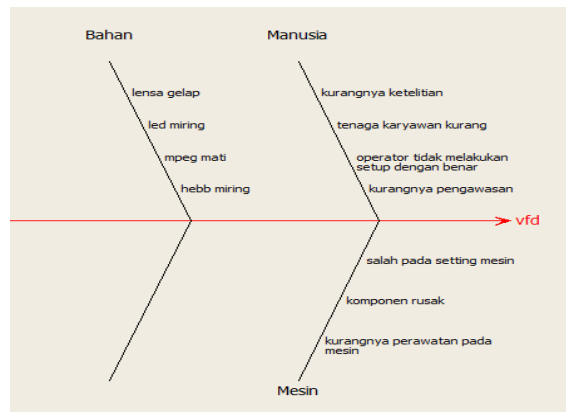 Bahan
Manusia
lensa gelap
led miring
mpeg mati
hebb miring
kurangnya ketelitian
tenaga karyawan kurang
operator tidak melakukan
setup dengan benar
kurangnya pengawasan
vfd
salah pada setting mesin
komponen rusak
kurangnya perawatan pada
mesin
Mesin